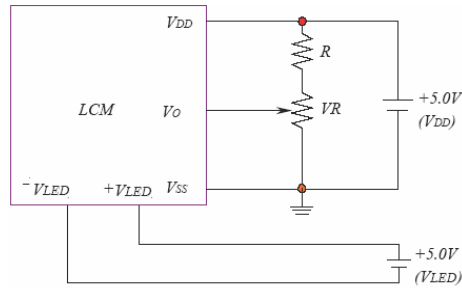 VDD
R
+5.0V
LCM
VO
VR
(VDD)
-VLED
+VLED
VSS
+5.0V
(VLED)